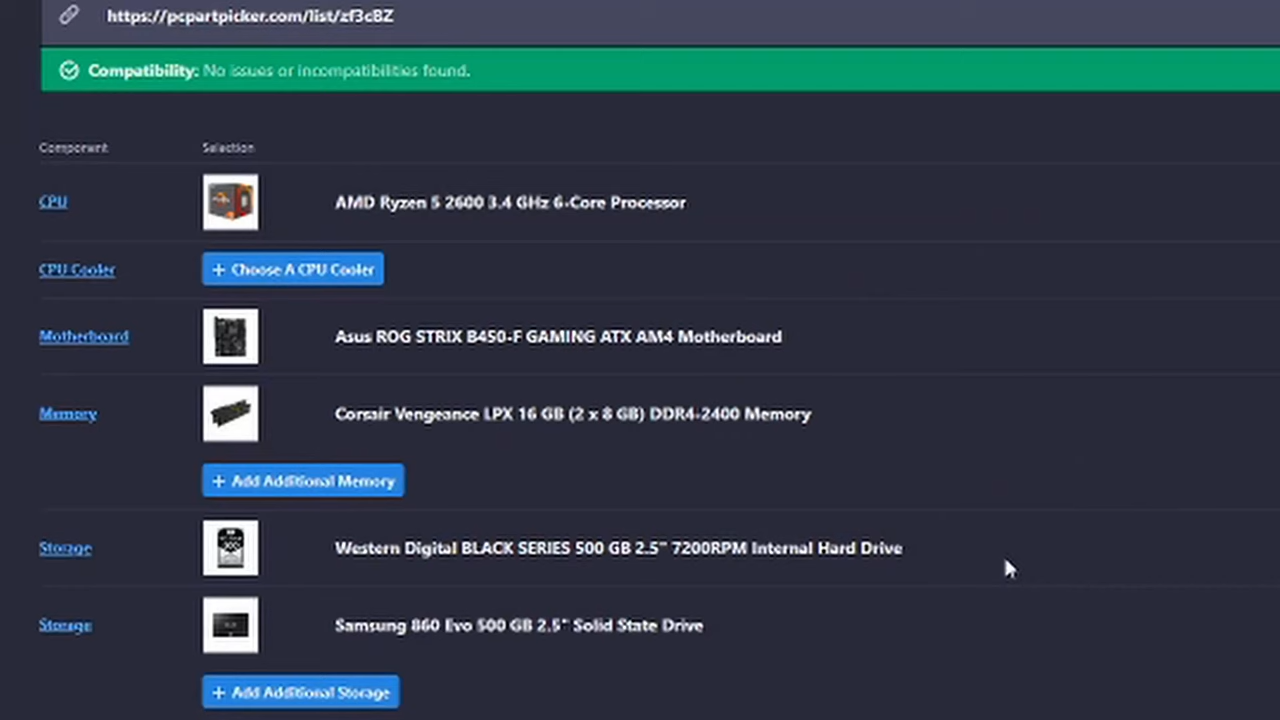 https://pcpartpicker.com/list/zf3cBZ
Compatibility: No issues or incompatibilities found.
Component Selection
CPU AMD Ryzen 5 2600 3.4 GHz 6-Core Processor
CPU Cooler + Choose A CPU Cooler
Motherboard Asus ROG STRIX B450-F GAMING ATX AM4 Motherboard
Memory Corsair Vengeance LPX 16 GB (2 x 8 GB) DDR4-2400 Memory
+ Add Additional Memory
Storage Western Digital BLACK SERIES 500 GB 2.5" 7200RPM Internal Hard Drive
Storage Samsung 860 Evo 500 GB 2.5" Solid State Drive
+ Add Additional Storage